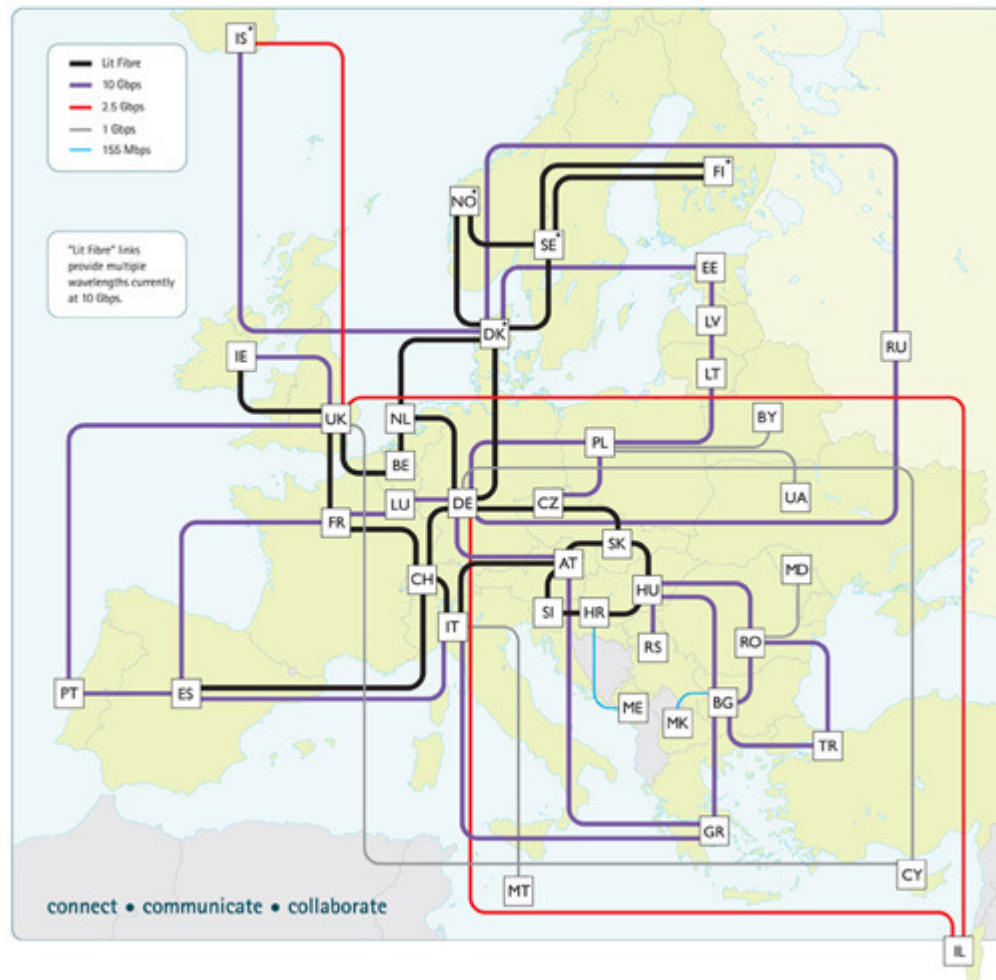 IS+
Lit Fibre
10 Gbps
2.5 Gbps
1 Gbps
155 Mbps
FI+
NO+
"Lit Fibre" links
provide multiple
wavelengths currently
at 10 Gbps.
SE+
EE
LV
DK+
RU
IE
LT
UK
NL
BY
PL
BE
UA
LU
DE
CZ
FR
SK
AT
MD
CH
HU
SI
HR
IT
RO
RS
PT
ES
BG
ME
MK
TR
GR
CY
MT
connect • communicate • collaborate
IL